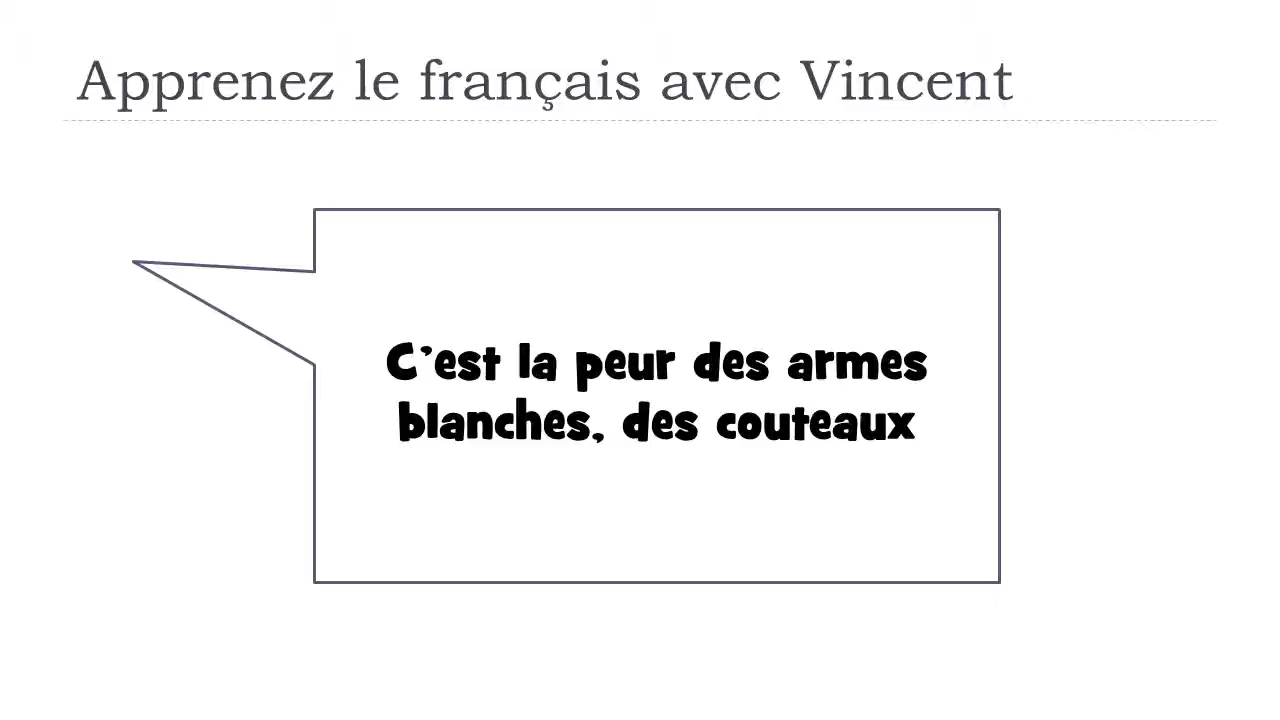 Apprenez le français avec Vincent
C'est la peur des armes
blanches, des couteaux